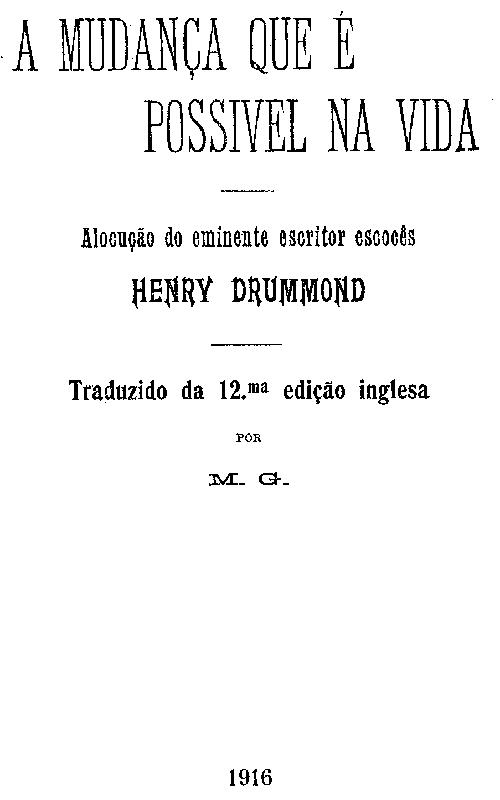 A MUDANÇA QUE É
POSSIVEL NA VIDA
Alocução do eminente escritor escocês
HENRY DRUMMOND
Traduzido da 12.ma edição inglesa
POR
M. G.
1916